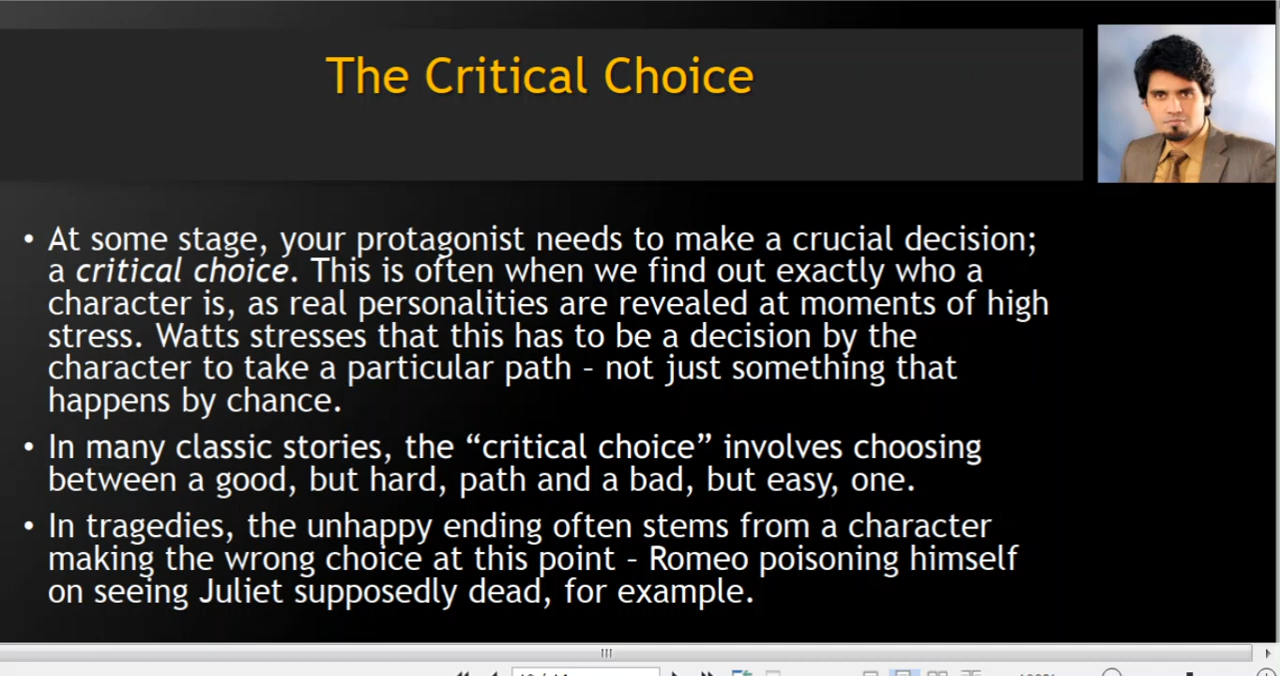 The Critical Choice
• At some stage, your protagonist needs to make a crucial decision;
a critical choice. This is often when we find out exactly who a
character is, as real personalities are revealed at moments of high
stress. Watts stresses that this has to be a decision by the
character to take a particular path – not just something that
happens by chance.
• In many classic stories, the “critical choice” involves choosing
between a good, but hard, path and a bad, but easy, one.
• In tragedies, the unhappy ending often stems from a character
making the wrong choice at this point – Romeo poisoning himself
on seeing Juliet supposedly dead, for example.